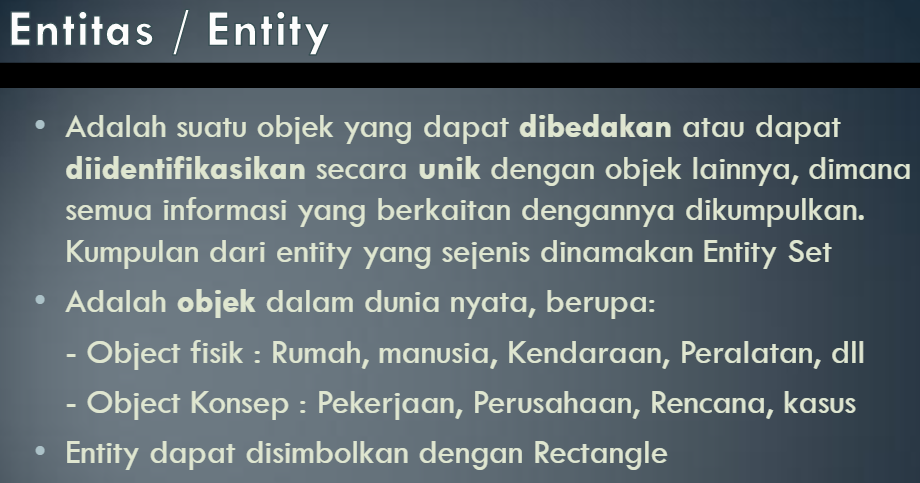 Entitas / Entity
• Adalah suatu objek yang dapat dibedakan atau dapat
diidentifikasikan secara unik dengan objek lainnya, dimana
semua informasi yang berkaitan dengannya dikumpulkan.
Kumpulan dari entity yang sejenis dinamakan Entity Set
• Adalah objek dalam dunia nyata, berupa:
- Object fisik : Rumah, manusia, Kendaraan, Peralatan, dll
- Object Konsep : Pekerjaan, Perusahaan, Rencana, kasus
• Entity dapat disimbolkan dengan Rectangle